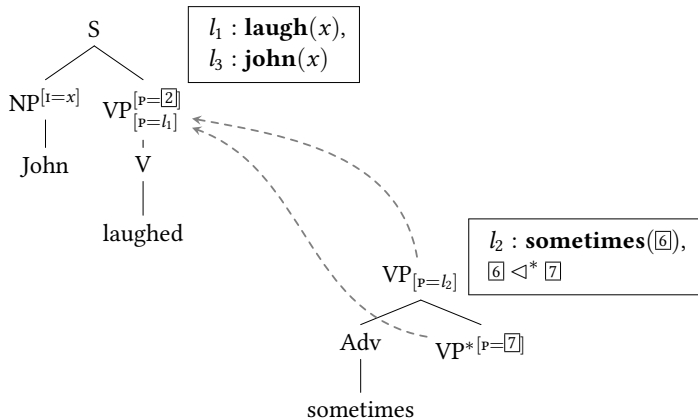 S
l₁ : laugh(x),
l₃ : john(x)
NP[I=x] VP[P=2][P=l₁]
John V
laughed
l₂ : sometimes(6),
6 ◁* 7
VP[P=l₂]
Adv VP*[P=7]
sometimes